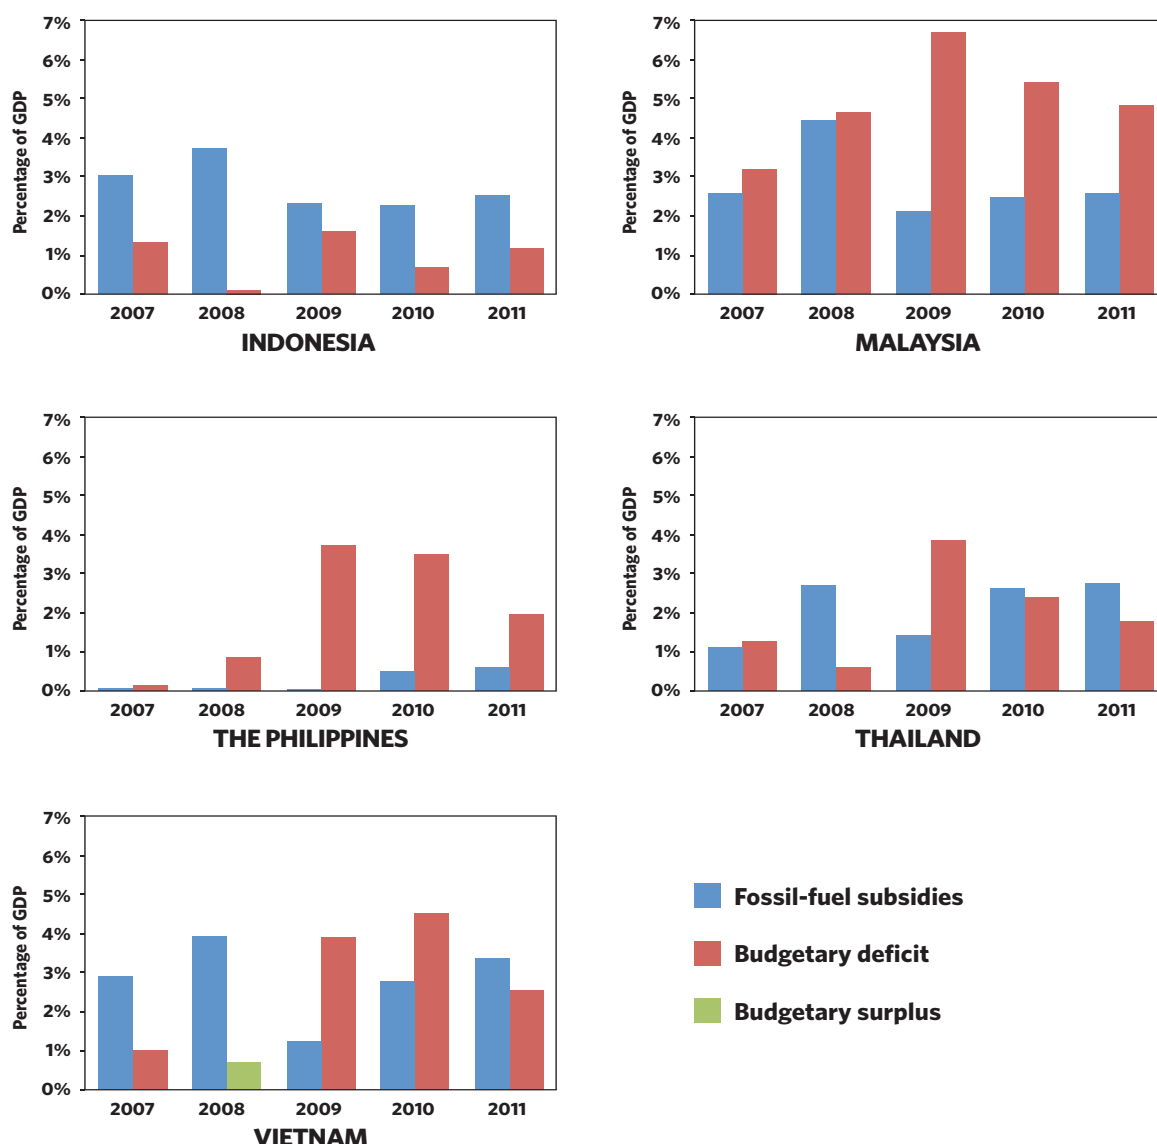 Percentage of GDP
7%
6%
5%
4%
3%
2%
1%
0%
2007 2008 2009 2010 2011
INDONESIA
Percentage of GDP
7%
6%
5%
4%
3%
2%
1%
0%
2007 2008 2009 2010 2011
MALAYSIA
Percentage of GDP
7%
6%
5%
4%
3%
2%
1%
0%
2007 2008 2009 2010 2011
THE PHILIPPINES
Percentage of GDP
7%
6%
5%
4%
3%
2%
1%
0%
2007 2008 2009 2010 2011
THAILAND
Percentage of GDP
7%
6%
5%
4%
3%
2%
1%
0%
2007 2008 2009 2010 2011
VIETNAM
Fossil-fuel subsidies
Budgetary deficit
Budgetary surplus